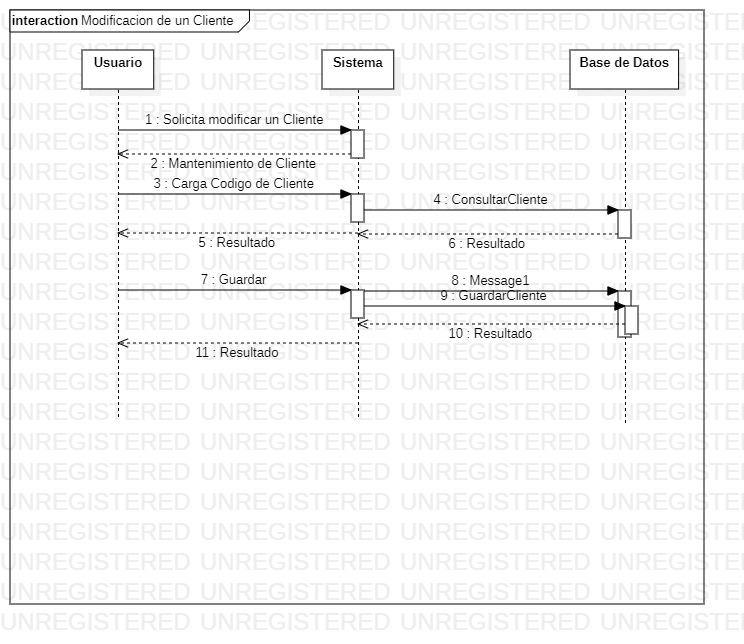 interaction Modificacion de un Cliente
Usuario
Sistema
Base de Datos
1 : Solicita modificar un Cliente
2 : Mantenimiento de Cliente
3 : Carga Codigo de Cliente
4 : ConsultarCliente
5 : Resultado
6 : Resultado
7 : Guardar
8 : Message1
9 : GuardarCliente
10 : Resultado
11 : Resultado
UNREGISTERED UNREGISTERED UNREGISTERED